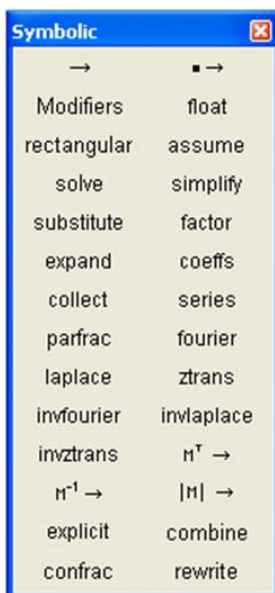 Symbolic
→ ▪ →
Modifiers float
rectangular assume
solve simplify
substitute factor
expand coeffs
collect series
parfrac fourier
laplace ztrans
invfourier invlaplace
invztrans Mᵀ →
M⁻¹ → |M| →
explicit combine
confrac rewrite